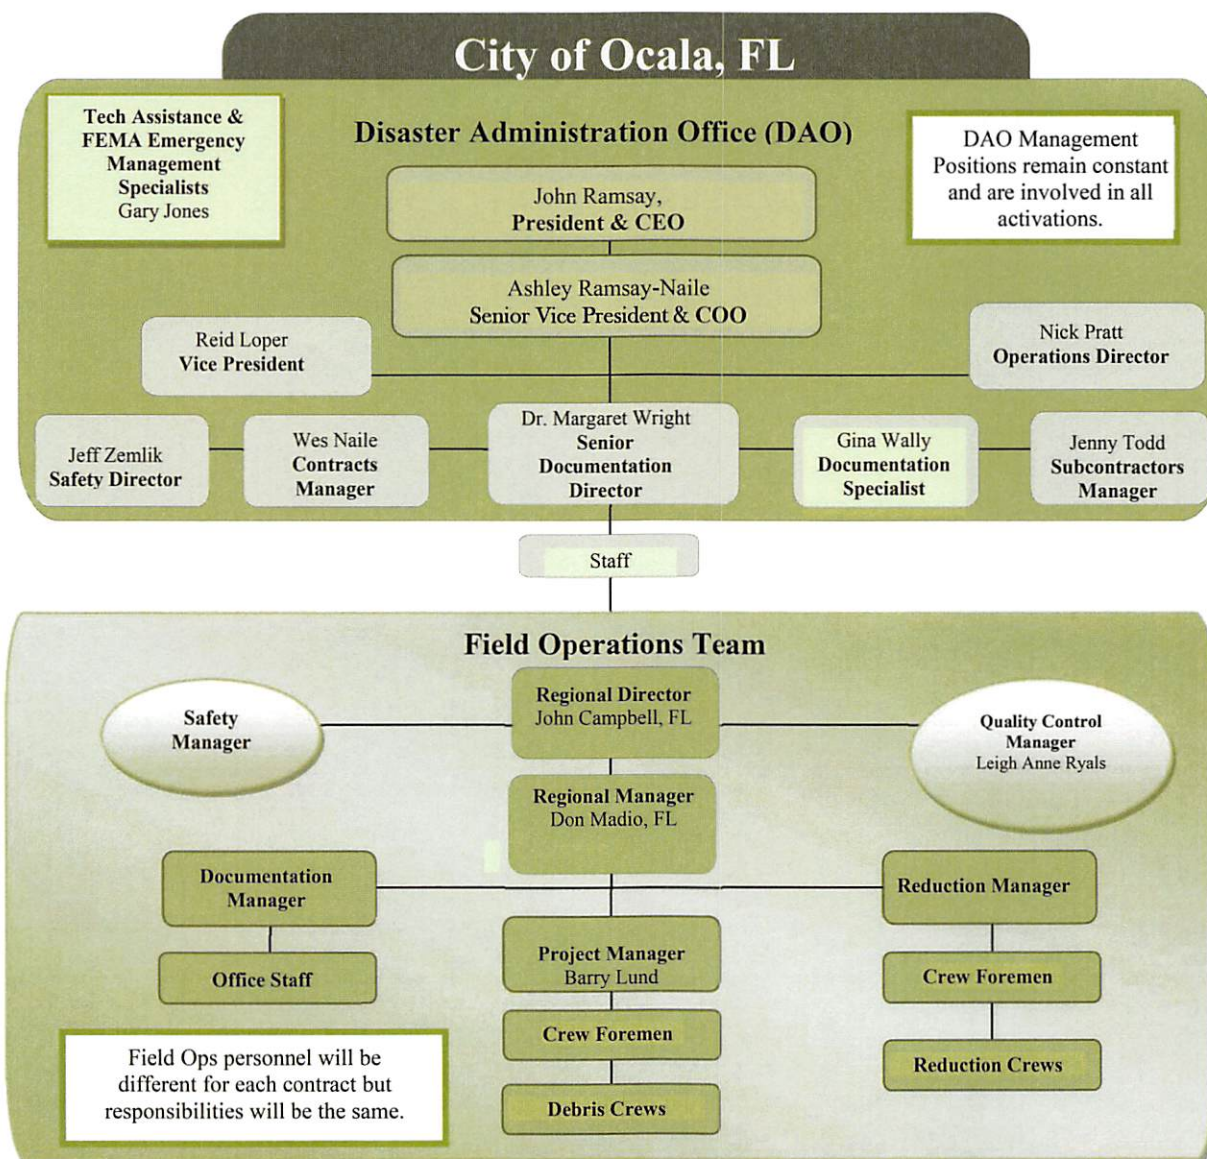 City of Ocala, FL
Tech Assistance &
FEMA Emergency
Management
Specialists
Gary Jones
Disaster Administration Office (DAO)
DAO Management
Positions remain constant
and are involved in all
activations.
John Ramsay,
President & CEO
Ashley Ramsay-Naile
Senior Vice President & COO
Reid Loper
Vice President
Nick Pratt
Operations Director
Jeff Zemlik
Safety Director
Wes Naile
Contracts
Manager
Dr. Margaret Wright
Senior
Documentation
Director
Gina Wally
Documentation
Specialist
Jenny Todd
Subcontractors
Manager
Staff
Field Operations Team
Safety
Manager
Regional Director
John Campbell, FL
Quality Control
Manager
Leigh Anne Ryals
Regional Manager
Don Madio, FL
Documentation
Manager
Reduction Manager
Office Staff
Project Manager
Barry Lund
Crew Foremen
Crew Foremen
Reduction Crews
Debris Crews
Field Ops personnel will be
different for each contract but
responsibilities will be the same.